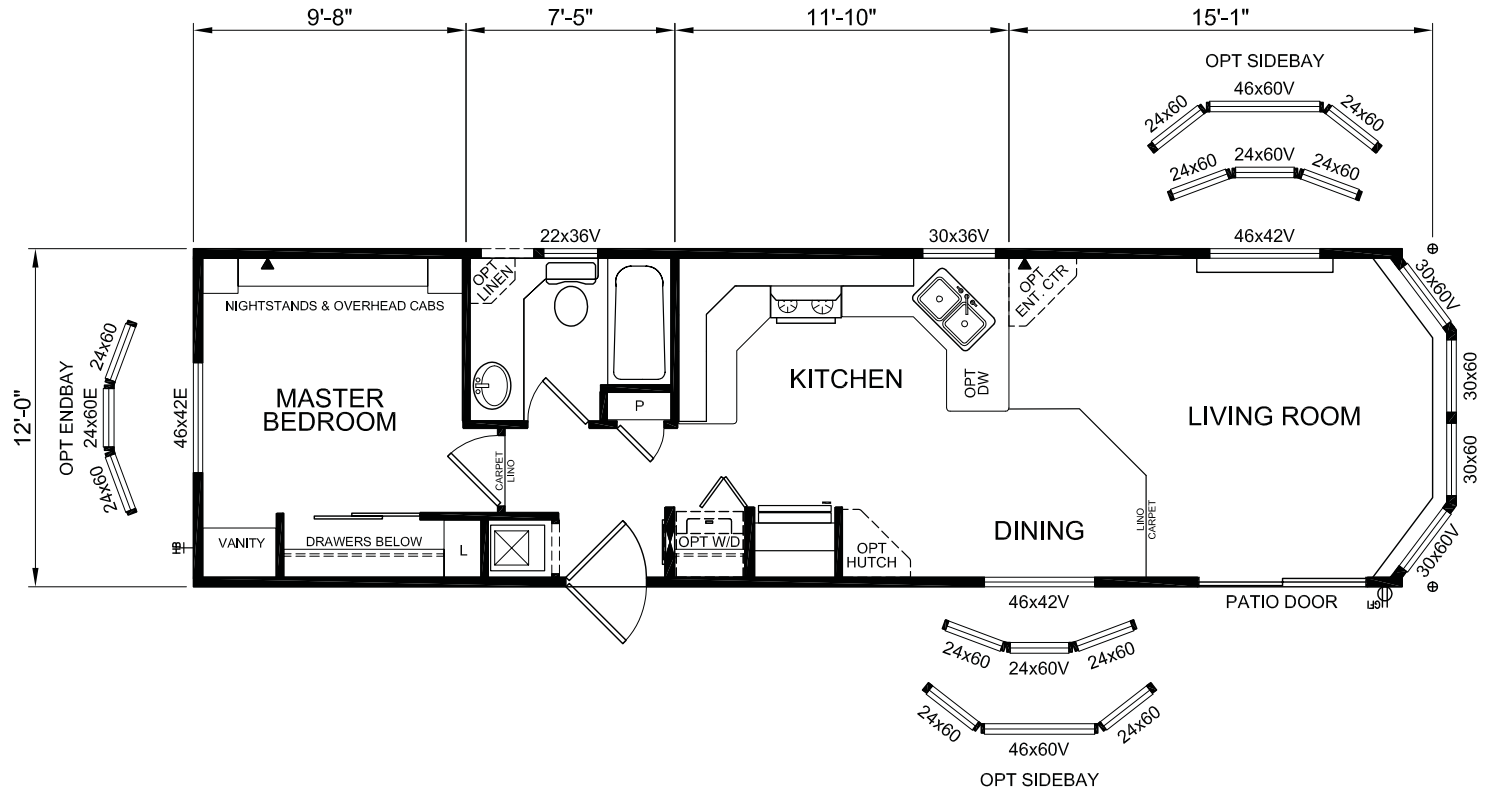 9'-8"
7'-5"
11'-10"
15'-1"
OPT SIDEBAY
46x60V
24x60
24x60
24x60V
24x60
24x60
22x36V
30x36V
46x42V
12'-0"
OPT ENDBAY
24x60E
24x60
24x60
46x42E
NIGHTSTANDS & OVERHEAD CABS
MASTER
BEDROOM
OPT
LINEN
P
CARPET
LINO
KITCHEN
OPT
DW
OPT
ENT. CTR
LIVING ROOM
30x60V
30x60
30x60
30x60V
VANITY
DRAWERS BELOW
L
OPT W/D
OPT
HUTCH
DINING
LINO
CARPET
HB
46x42V
PATIO DOOR
GFI
24x60
24x60V
24x60
24x60
46x60V
24x60
OPT SIDEBAY